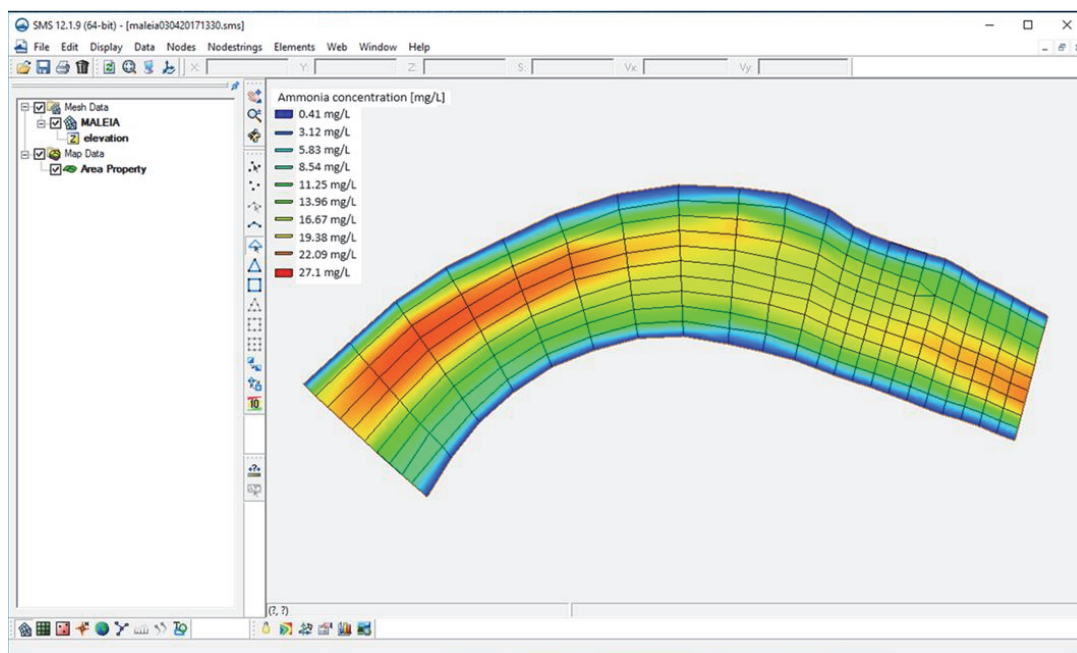 SMS 12.1.9 (64-bit) - [maleia030420171330.sms]
File Edit Display Data Nodes Nodestrings Elements Web Window Help
X: Y: Z: S: Vx: Vy:
Mesh Data
MALEIA
Z elevation
Map Data
Area Property
Ammonia concentration [mg/L]
0.41 mg/L
3.12 mg/L
5.83 mg/L
8.54 mg/L
11.25 mg/L
13.96 mg/L
16.67 mg/L
19.38 mg/L
22.09 mg/L
27.1 mg/L
10
(?, ?)